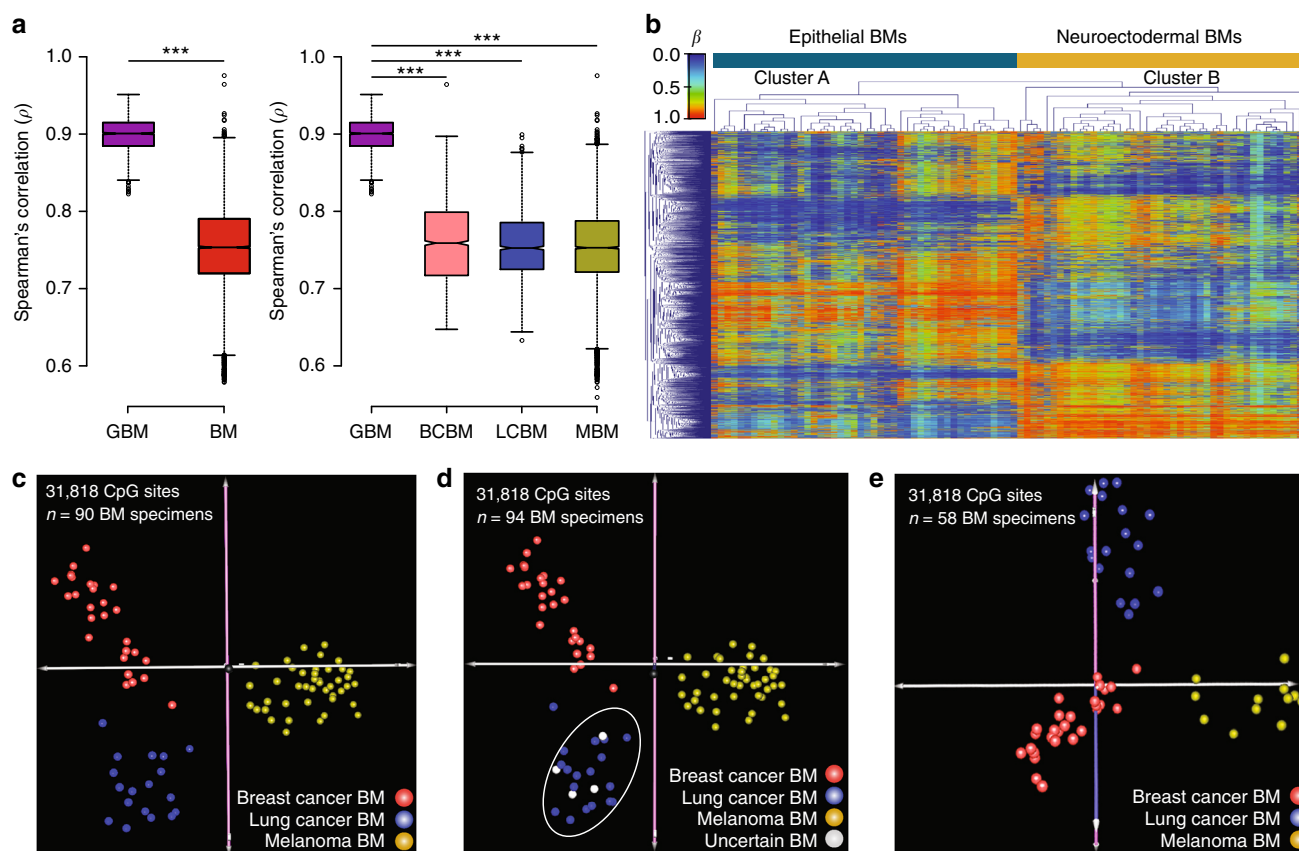 a
1.0
0.9
0.8
0.7
0.6
Spearman's correlation (ρ)
***
GBM BM
1.0
0.9
0.8
0.7
0.6
Spearman's correlation (ρ)
***
***
***
GBM BCBM LCBM MBM
b
β
0.0
1.0
Epithelial BMs Neuroectodermal BMs
Cluster A Cluster B
c
31,818 CpG sites
n = 90 BM specimens
Breast cancer BM
Lung cancer BM
Melanoma BM
d
31,818 CpG sites
n = 94 BM specimens
Breast cancer BM
Lung cancer BM
Melanoma BM
Uncertain BM
e
31,818 CpG sites
n = 58 BM specimens
Breast cancer BM
Lung cancer BM
Melanoma BM